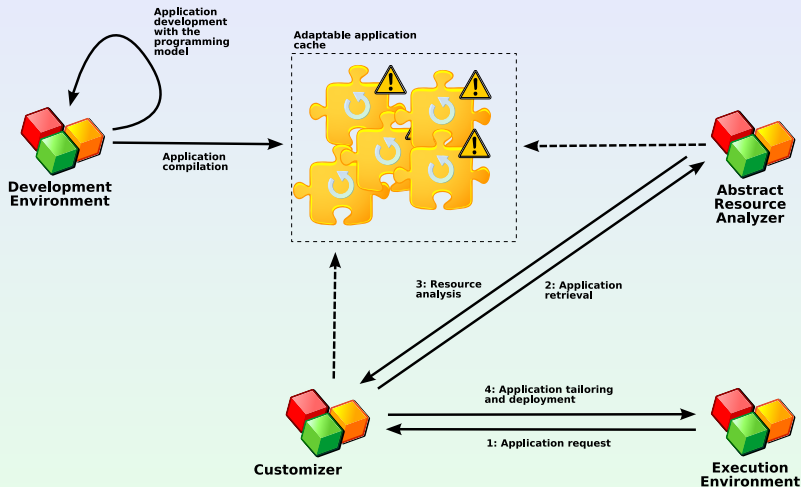 Application
development
with the
programming
model
Adaptable application
cache
Application
compilation
Development
Environment
Abstract
Resource
Analyzer
3: Resource
analysis
2: Application
retrieval
4: Application tailoring
and deployment
1: Application request
Customizer
Execution
Environment